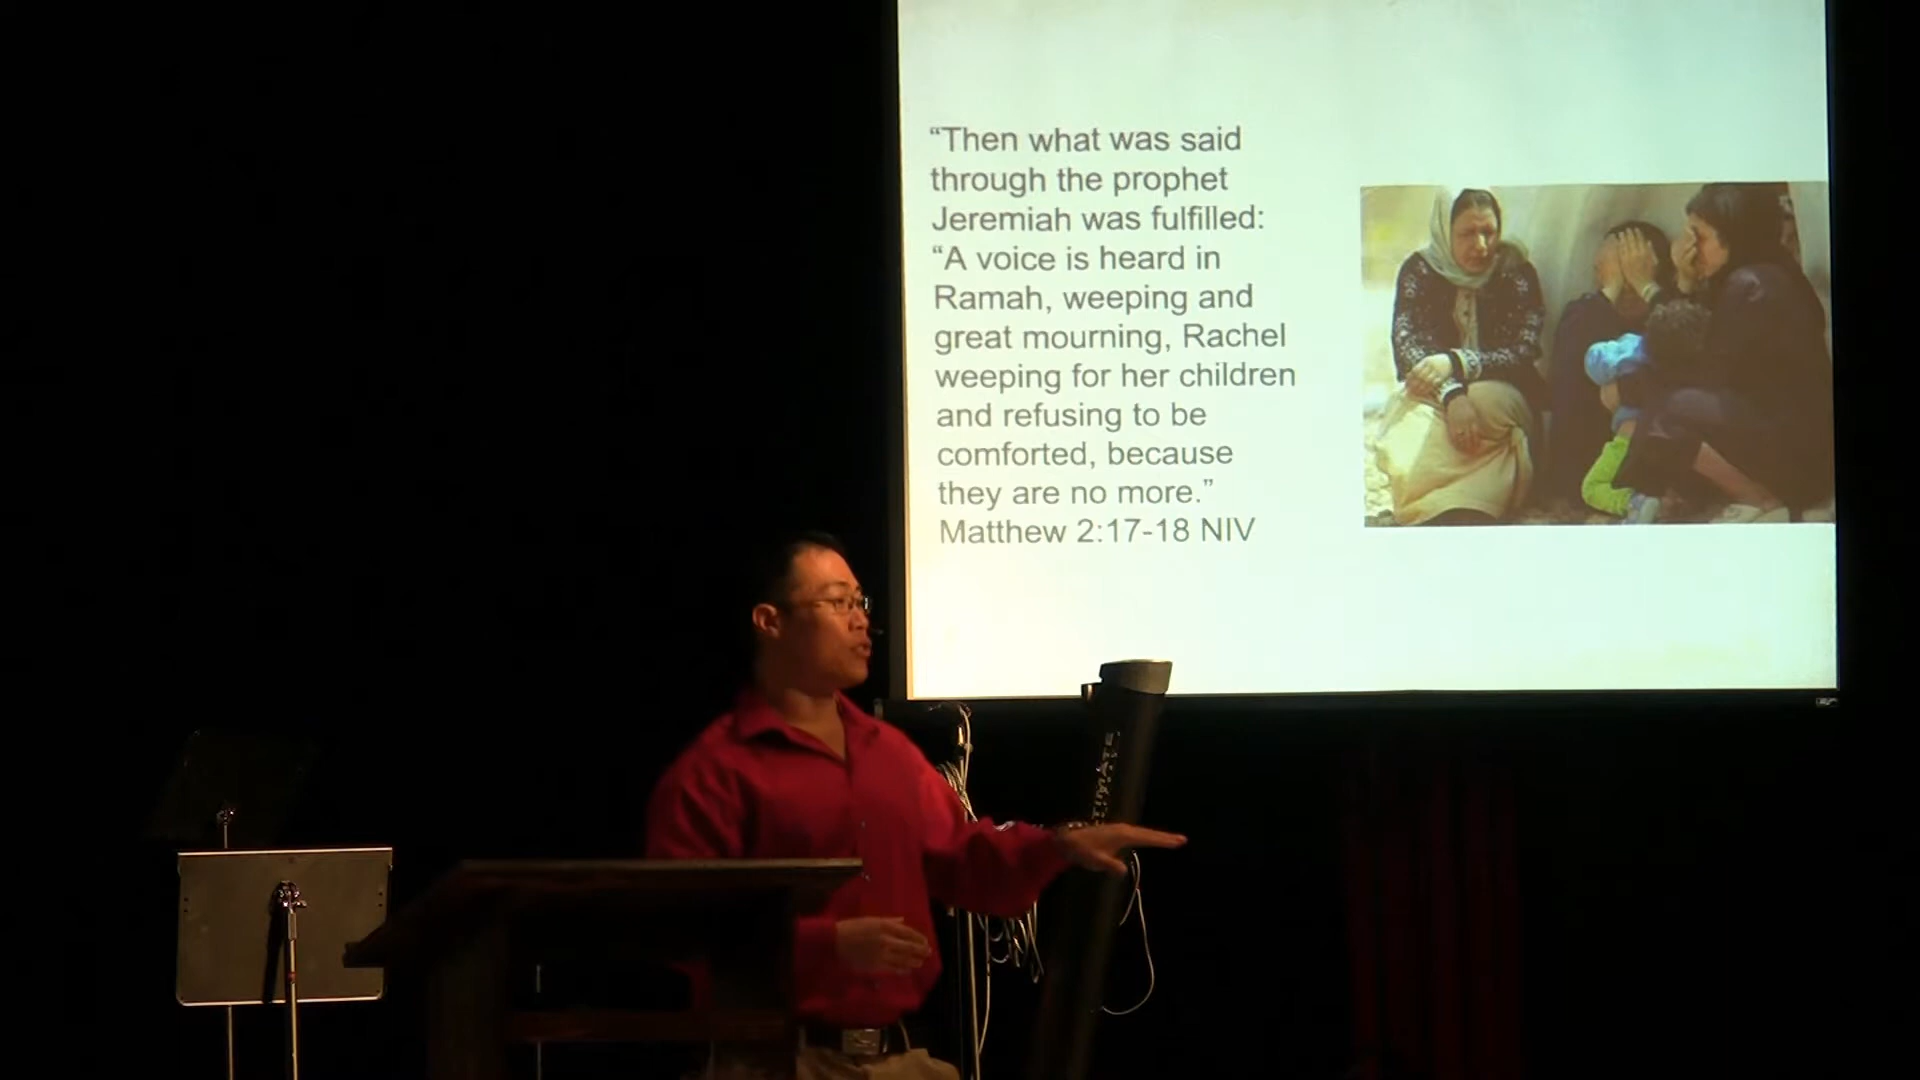 “Then what was said
through the prophet
Jeremiah was fulfilled:
“A voice is heard in
Ramah, weeping and
great mourning, Rachel
weeping for her children
and refusing to be
comforted, because
they are no more.”
Matthew 2:17-18 NIV